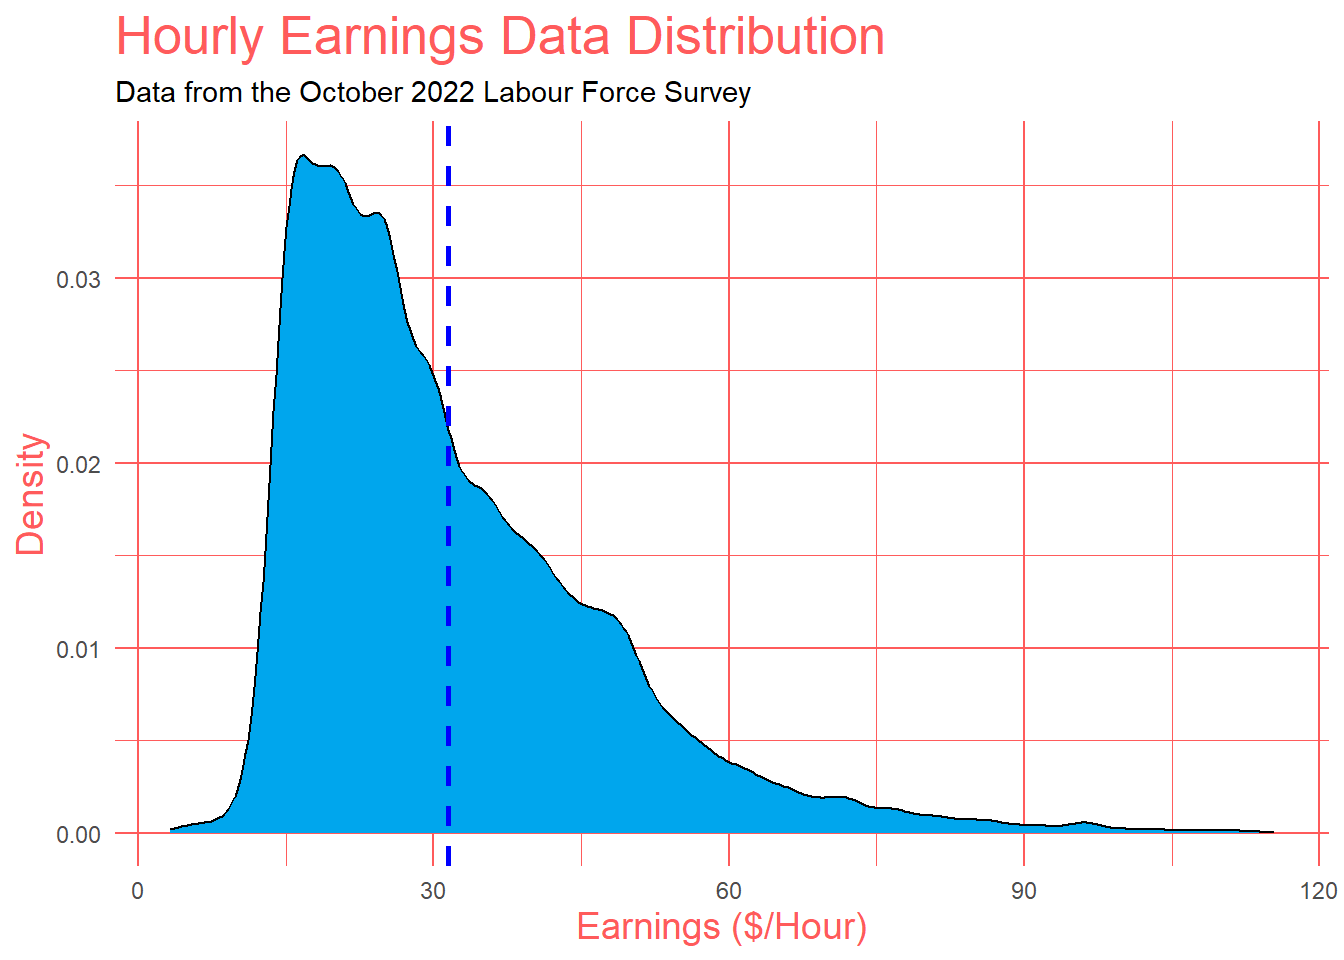 Hourly Earnings Data Distribution
Data from the October 2022 Labour Force Survey
Density
0.03
0.02
0.01
0.00
0 30 60 90 120
Earnings ($/Hour)